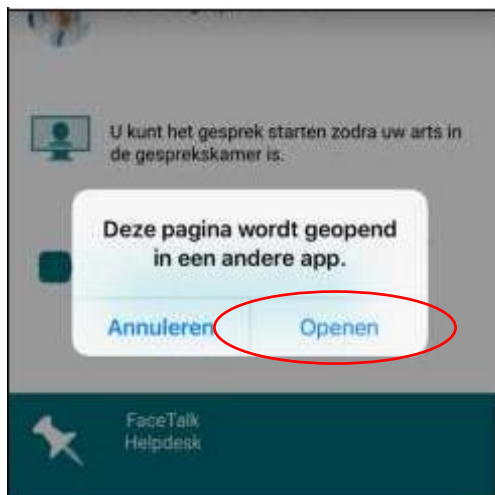 U kunt het gesprek starten zodra uw arts in
de gesprekskamer is.
Deze pagina wordt geopend
in een andere app.
Annuleren Openen
FaceTalk
Helpdesk